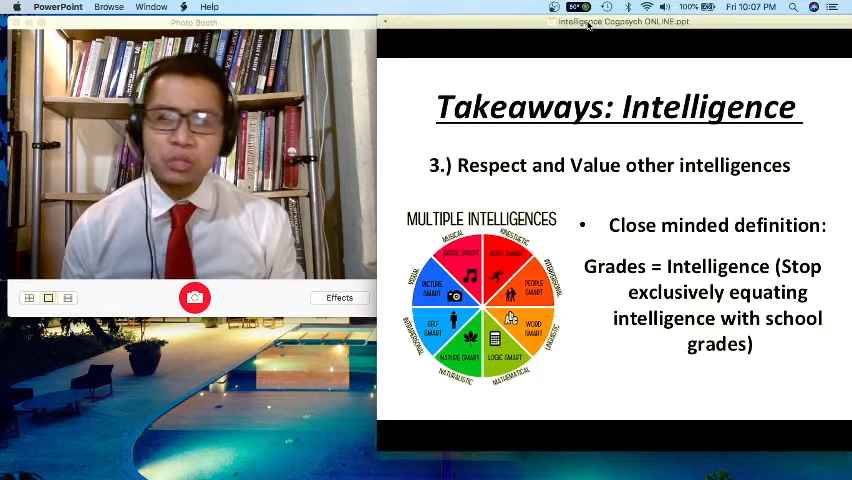 PowerPoint Browse Window Help
50°
100%
Fri 10:07 PM
Photo Booth
Intelligence Cogpsych ONLINE.ppt
Takeaways: Intelligence
3.) Respect and Value other intelligences
MULTIPLE INTELLIGENCES
MUSICAL
KINESTHETIC
MUSIC SMART
BODY SMART
VISUAL
INTERPERSONAL
PICTURE
SMART
PEOPLE
SMART
SELF
SMART
WORD
SMART
INTRAPERSONAL
LINGUISTIC
NATURE SMART
LOGIC SMART
NATURALISTIC
MATHEMATICAL
• Close minded definition:
Grades = Intelligence (Stop
exclusively equating
intelligence with school
grades)
Effects